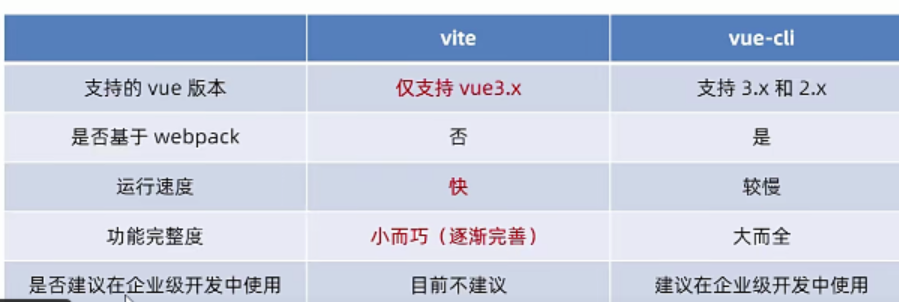 vite vue-cli
支持的 vue 版本 仅支持 vue3.x 支持 3.x 和 2.x
是否基于 webpack 否 是
运行速度 快 较慢
功能完整度 小而巧（逐渐完善） 大而全
是否建议在企业级开发中使用 目前不建议 建议在企业级开发中使用